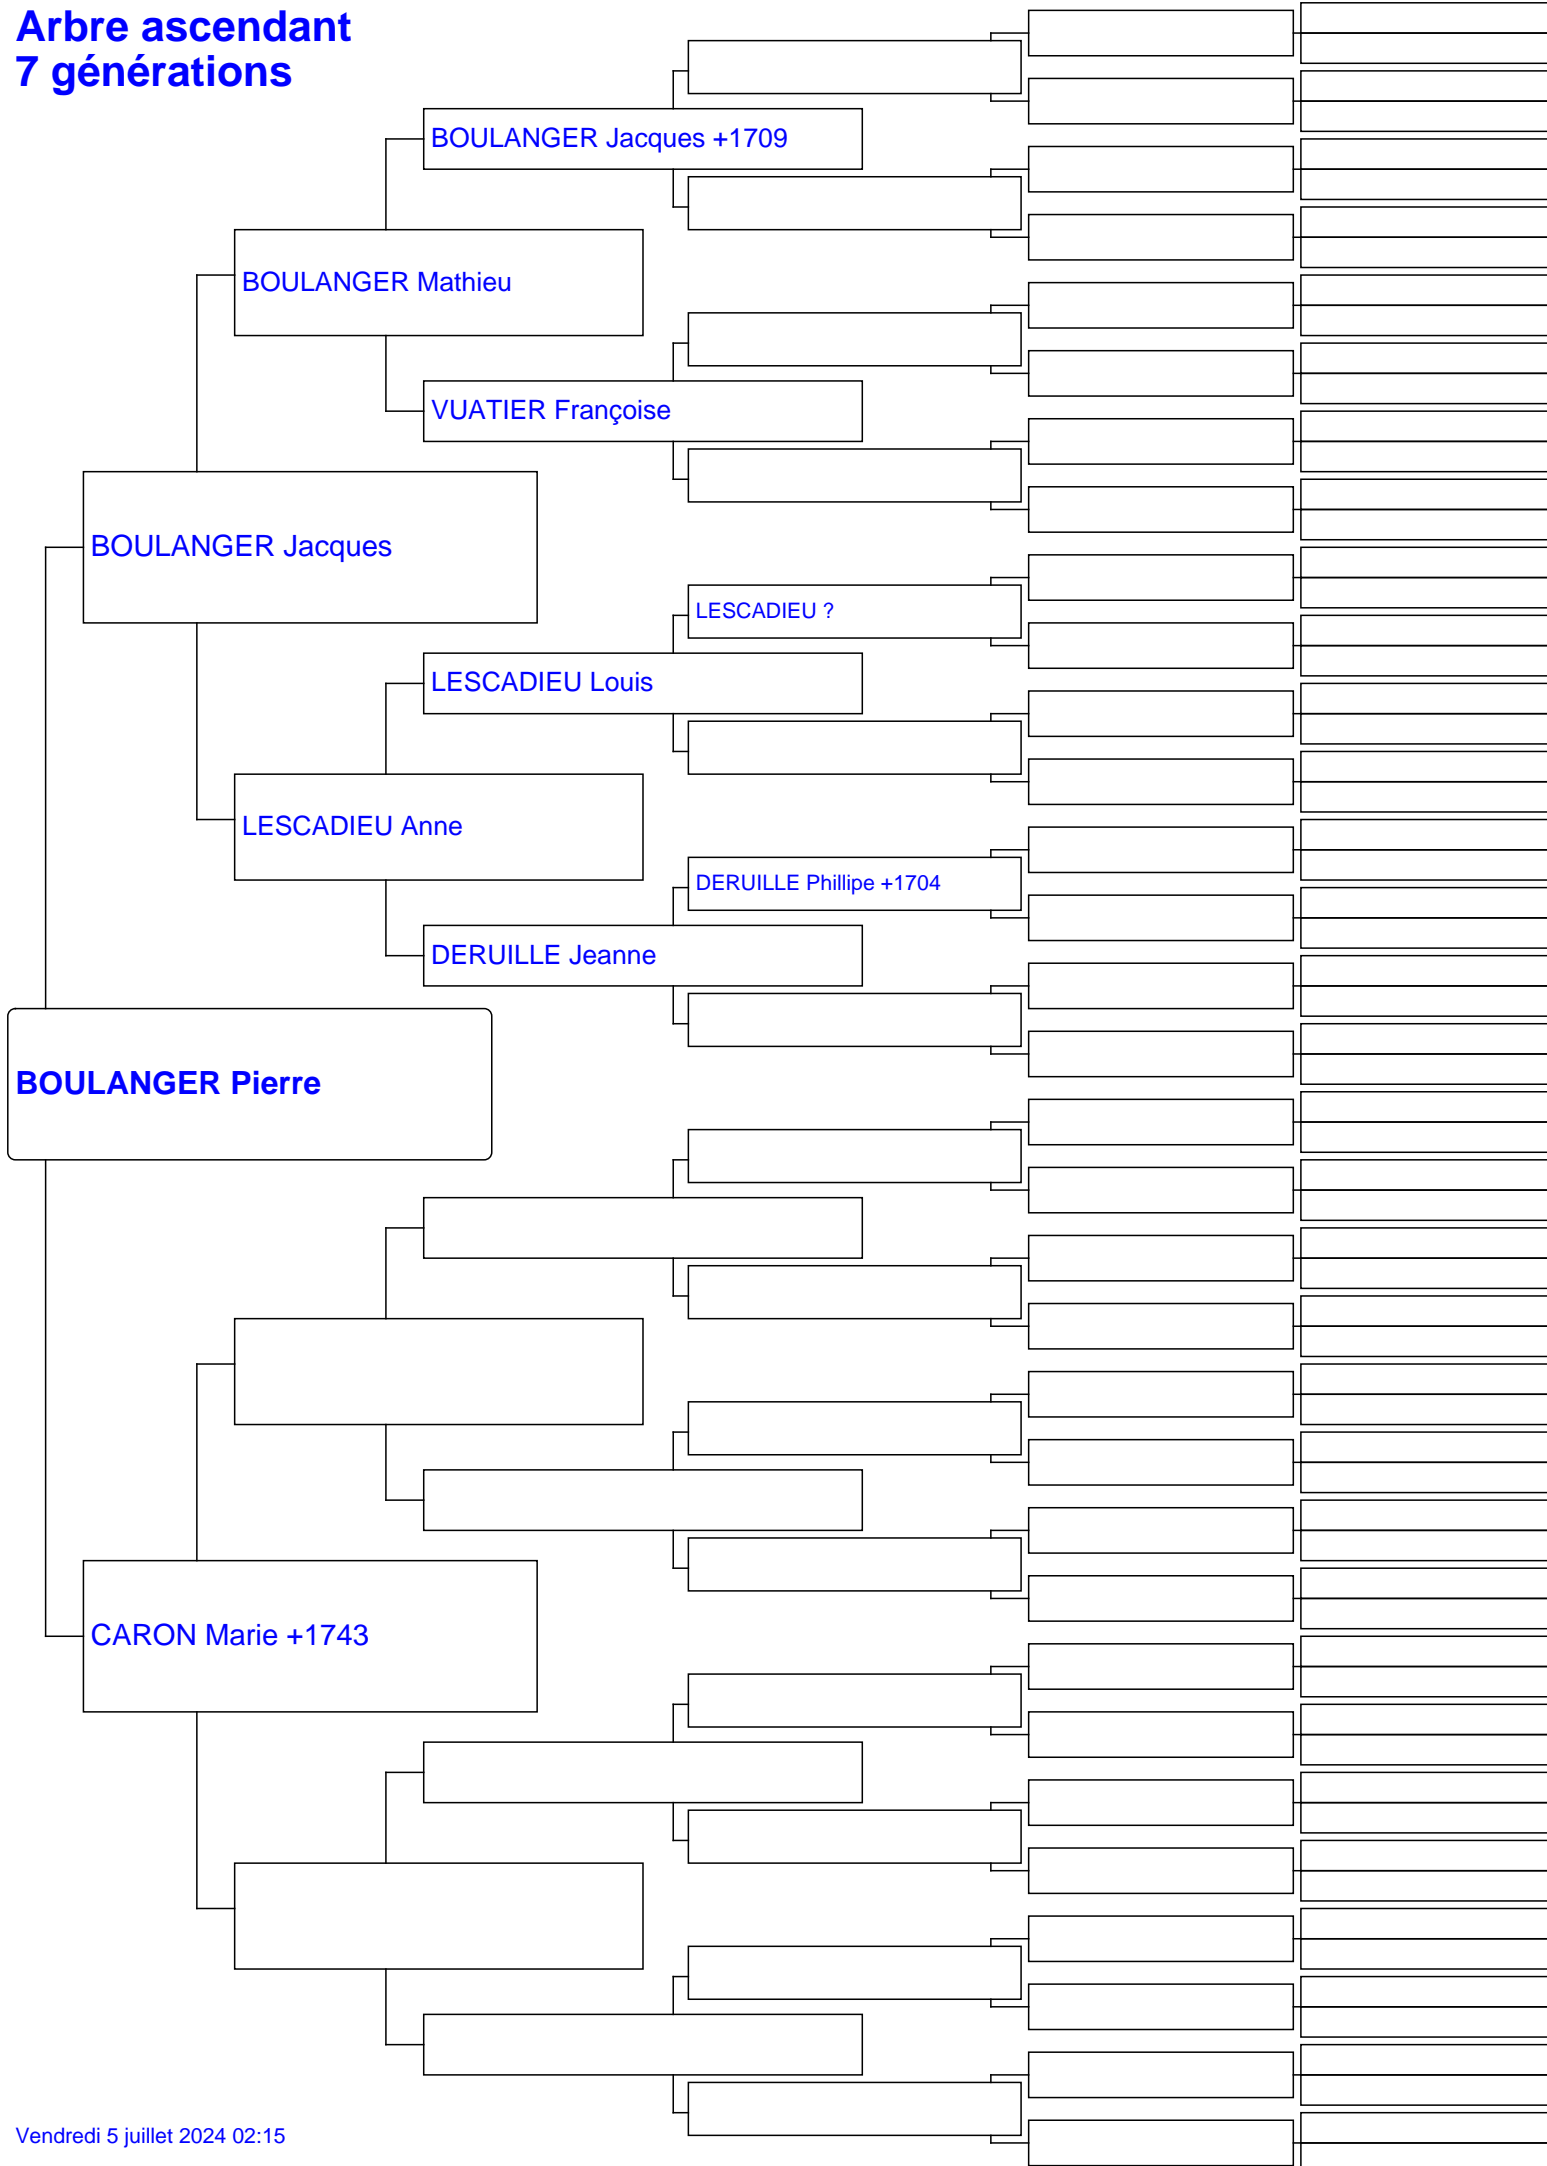 Arbre ascendant
7 générations
BOULANGER Jacques +1709
BOULANGER Mathieu
VUATIER Françoise
BOULANGER Jacques
LESCADIEU ?
LESCADIEU Louis
LESCADIEU Anne
DERUILLE Phillipe +1704
DERUILLE Jeanne
BOULANGER Pierre
CARON Marie +1743
Vendredi 5 juillet 2024 02:15